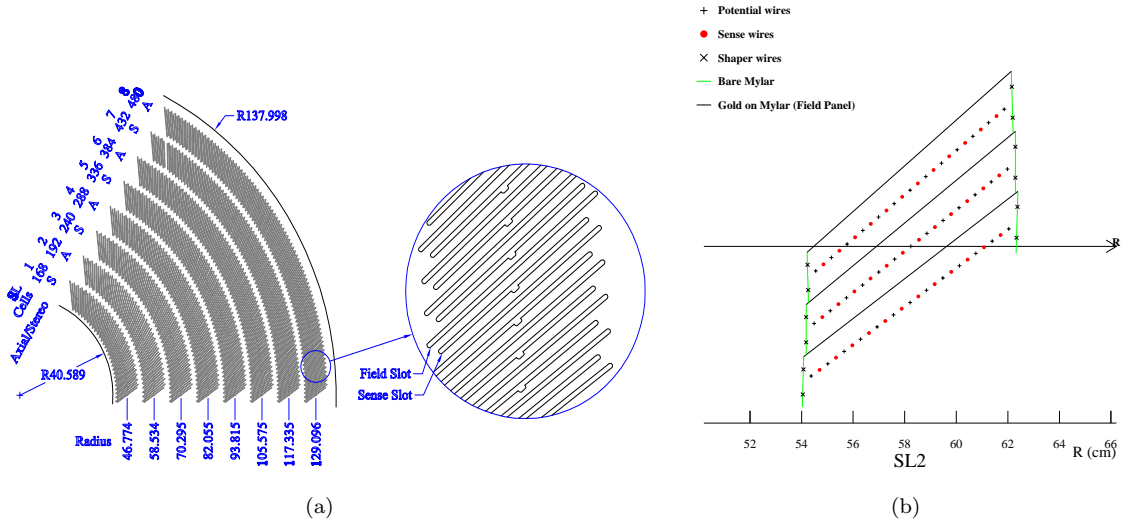 SL 1 2 3 4 5 6 7 8
Cells 168 192 240 288 336 384 432 480
Axial/Stereo S A S A S A S A
R137.998
R40.589
Field Slot
Sense Slot
Radius 46.774 58.534 70.295 82.055 93.815 105.575 117.335 129.096
(a)
Potential wires
Sense wires
Shaper wires
Bare Mylar
Gold on Mylar (Field Panel)
R
52 54 56 58 60 62 64 66
SL2 R (cm)
(b)